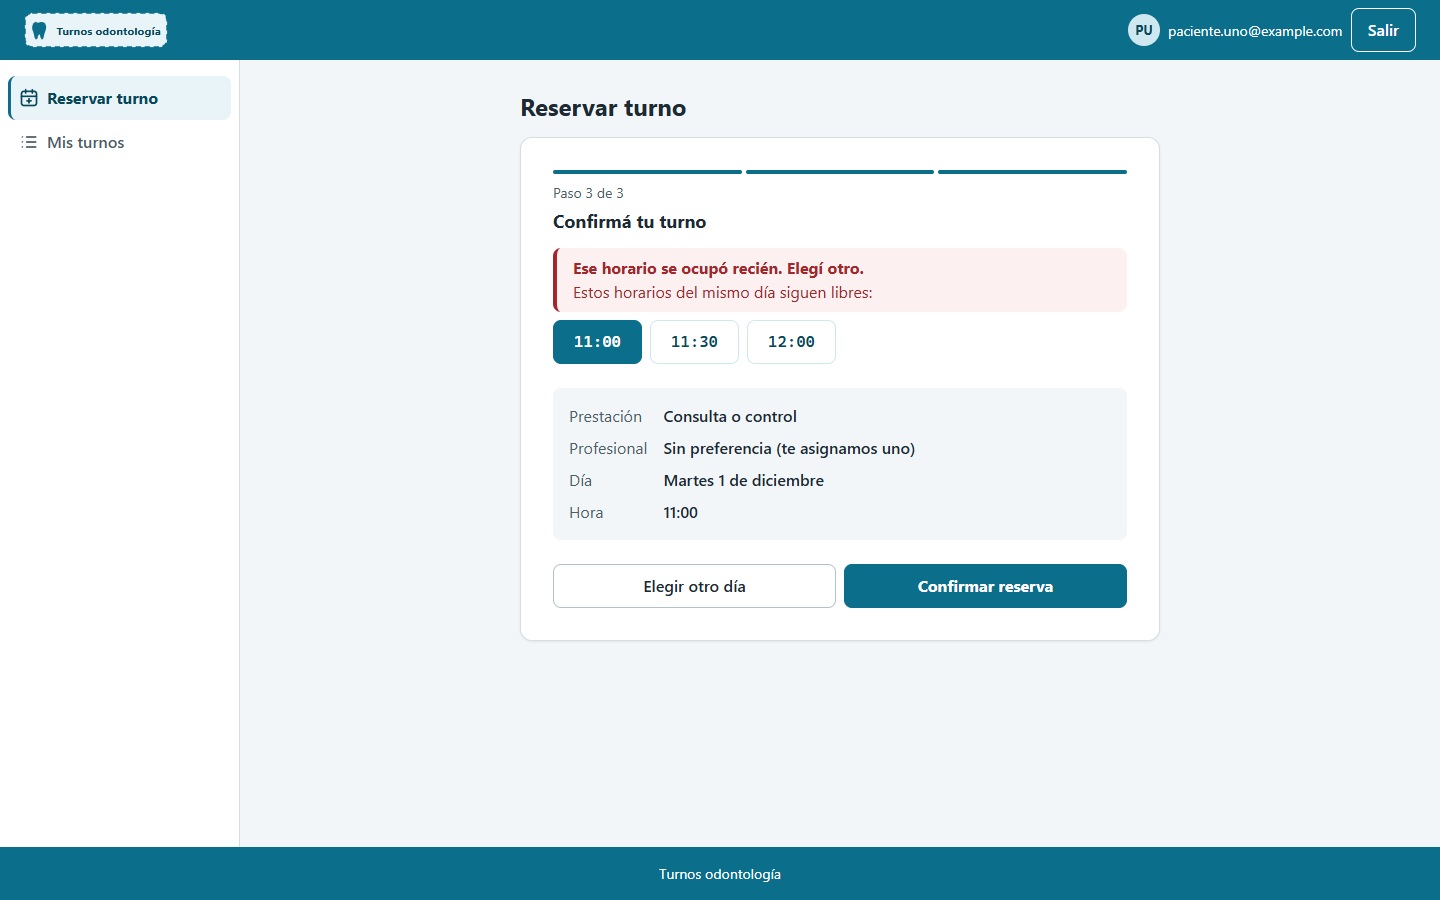 Turnos odontología
PU paciente.uno@example.com Salir
Reservar turno
Mis turnos
Reservar turno
Paso 3 de 3
Confirmá tu turno
Ese horario se ocupó recién. Elegí otro.
Estos horarios del mismo día siguen libres:
11:00 11:30 12:00
Prestación Consulta o control
Profesional Sin preferencia (te asignamos uno)
Día Martes 1 de diciembre
Hora 11:00
Elegir otro día Confirmar reserva
Turnos odontología